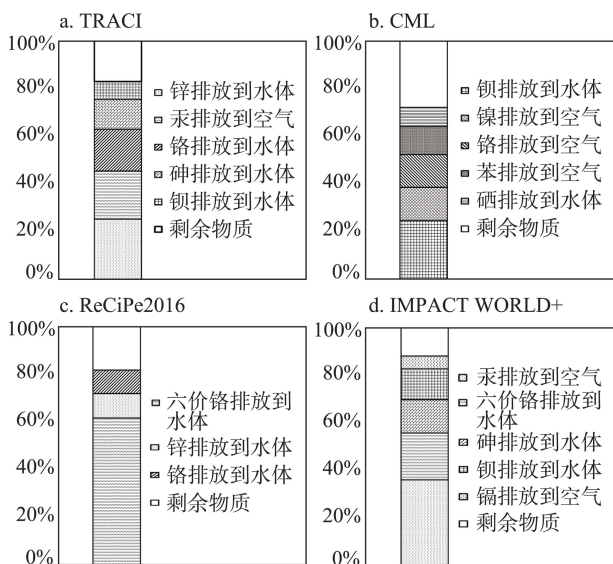 a. TRACI
100%
80%
60%
40%
20%
0%
锌排放到水体
汞排放到空气
铬排放到水体
砷排放到水体
钡排放到水体
剩余物质
b. CML
100%
80%
60%
40%
20%
0%
钡排放到水体
镍排放到空气
铬排放到空气
苯排放到空气
硒排放到水体
剩余物质
c. ReCiPe2016
100%
80%
60%
40%
20%
0%
六价铬排放到
水体
锌排放到水体
铬排放到水体
剩余物质
d. IMPACT WORLD+
100%
80%
60%
40%
20%
0%
汞排放到空气
六价铬排放到
水体
砷排放到水体
钡排放到水体
镉排放到空气
剩余物质